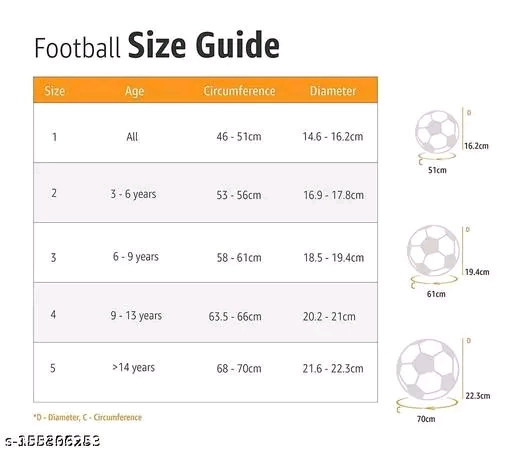 Football Size Guide
Size Age Circumference Diameter
1 All 46 - 51cm 14.6 - 16.2cm
2 3 - 6 years 53 - 56cm 16.9 - 17.8cm
3 6 - 9 years 58 - 61cm 18.5 - 19.4cm
4 9 - 13 years 63.5 - 66cm 20.2 - 21cm
5 >14 years 68 - 70cm 21.6 - 22.3cm
D
16.2cm
51cm
D
19.4cm
C
61cm
D
22.3cm
C
70cm
*D - Diameter, C - Circumference